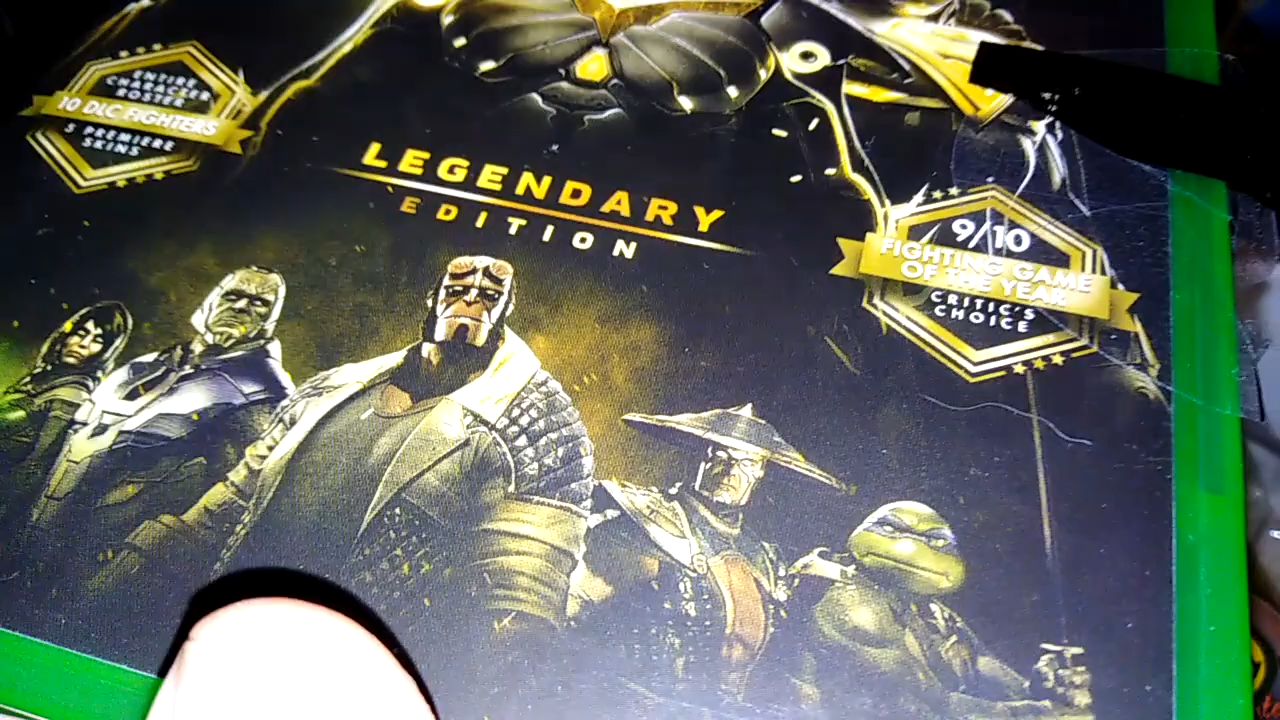 ENTIRE
CHARACTER
ROSTER
10 DLC FIGHTERS
5 PREMIERE
SKINS
LEGENDARY
EDITION
9/10
FIGHTING GAME
OF THE YEAR
CRITIC'S
CHOICE